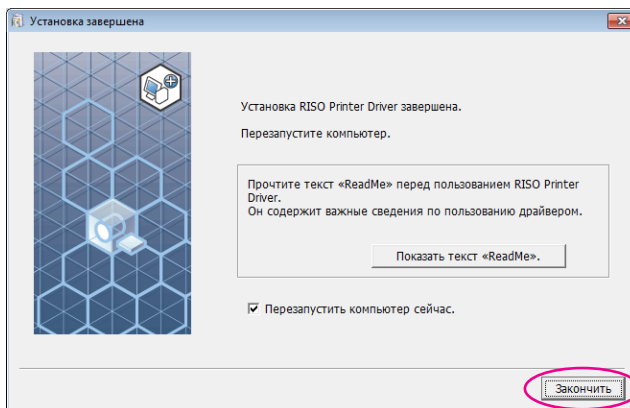 Установка завершена
Установка RISO Printer Driver завершена.
Перезапустите компьютер.
Прочтите текст «ReadMe» перед пользованием RISO Printer
Driver.
Он содержит важные сведения по пользованию драйвером.
Показать текст «ReadMe».
Перезапустить компьютер сейчас.
Закончить